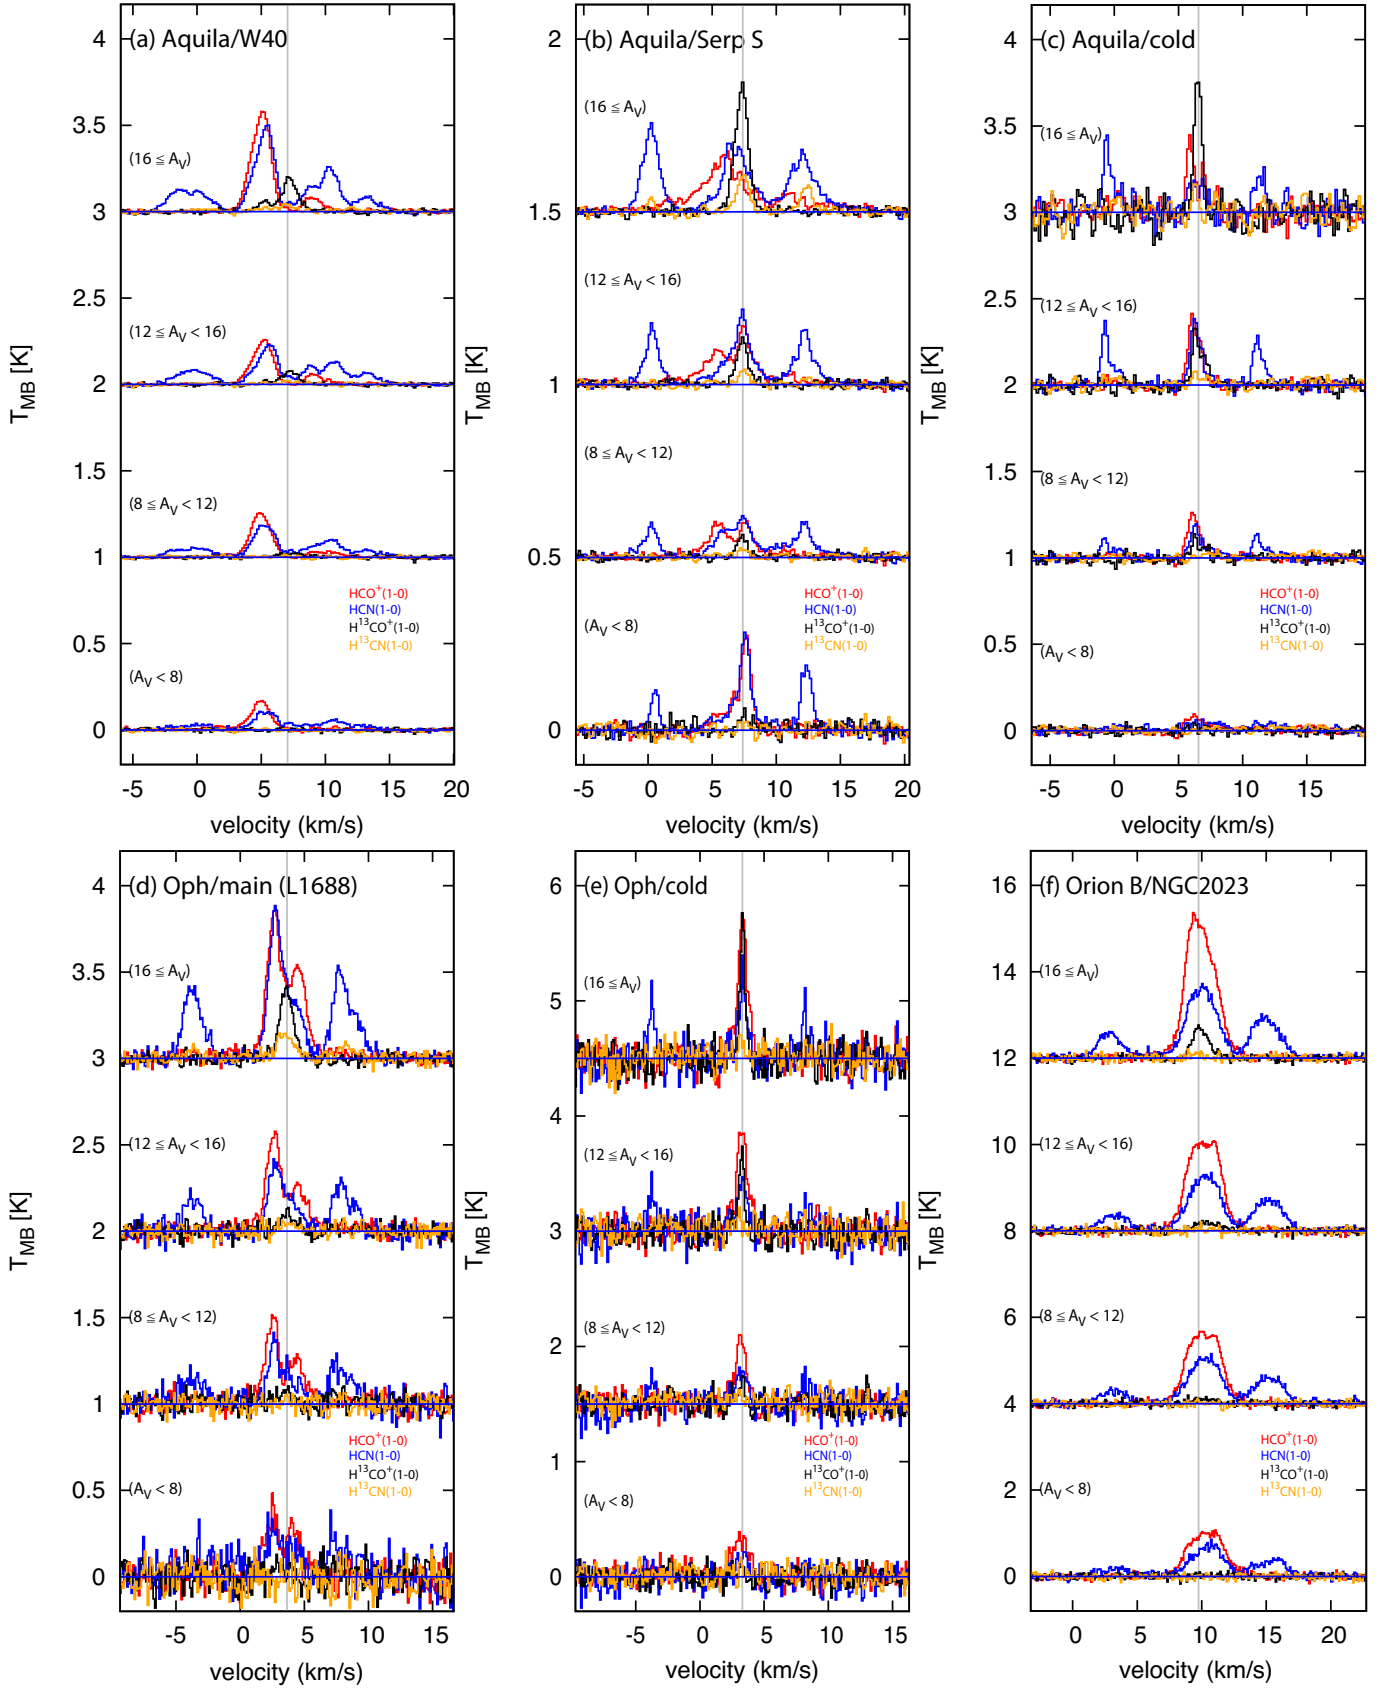 (a) Aquila/W40
4
3.5
3
2.5
2
1.5
1
0.5
0
T_MB [K]
(16 ≦ A_V)
(12 ≦ A_V < 16)
(8 ≦ A_V < 12)
HCO⁺(1-0)
HCN(1-0)
H¹³CO⁺(1-0)
H¹³CN(1-0)
(A_V < 8)
-5 0 5 10 15 20
velocity (km/s)
(b) Aquila/Serp S
2
1.5
1
0.5
0
T_MB [K]
(16 ≦ A_V)
(12 ≦ A_V < 16)
(8 ≦ A_V < 12)
HCO⁺(1-0)
HCN(1-0)
H¹³CO⁺(1-0)
H¹³CN(1-0)
(A_V < 8)
-5 0 5 10 15 20
velocity (km/s)
(c) Aquila/cold
4
3.5
3
2.5
2
1.5
1
0.5
0
T_MB [K]
(16 ≦ A_V)
(12 ≦ A_V < 16)
(8 ≦ A_V < 12)
HCO⁺(1-0)
HCN(1-0)
H¹³CO⁺(1-0)
H¹³CN(1-0)
(A_V < 8)
-5 0 5 10 15
velocity (km/s)
(d) Oph/main (L1688)
4
3.5
3
2.5
2
1.5
1
0.5
0
T_MB [K]
(16 ≦ A_V)
(12 ≦ A_V < 16)
(8 ≦ A_V < 12)
HCO⁺(1-0)
HCN(1-0)
H¹³CO⁺(1-0)
H¹³CN(1-0)
(A_V < 8)
-5 0 5 10 15
velocity (km/s)
(e) Oph/cold
6
5
4
3
2
1
0
T_MB [K]
(16 ≦ A_V)
(12 ≦ A_V < 16)
(8 ≦ A_V < 12)
HCO⁺(1-0)
HCN(1-0)
H¹³CO⁺(1-0)
H¹³CN(1-0)
(A_V < 8)
-5 0 5 10 15
velocity (km/s)
(f) Orion B/NGC2023
16
14
12
10
8
6
4
2
0
T_MB [K]
(16 ≦ A_V)
(12 ≦ A_V < 16)
(8 ≦ A_V < 12)
HCO⁺(1-0)
HCN(1-0)
H¹³CO⁺(1-0)
H¹³CN(1-0)
(A_V < 8)
0 5 10 15 20
velocity (km/s)